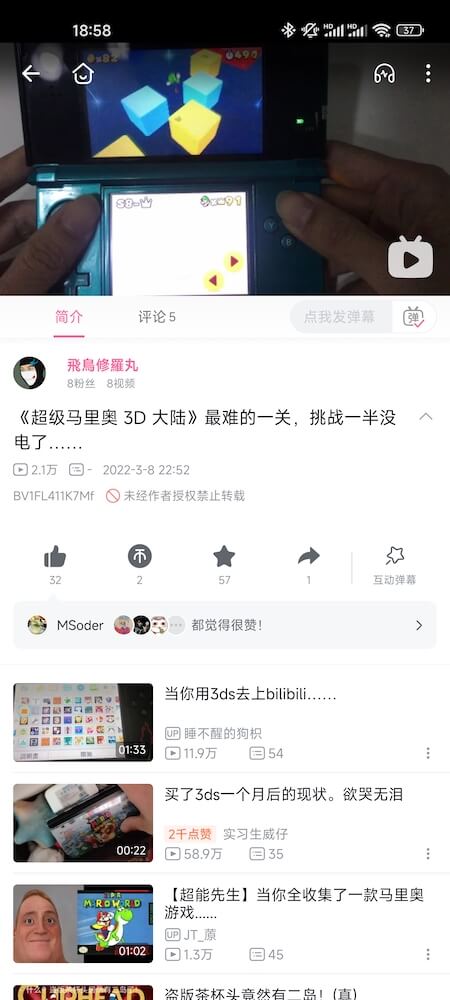 18:58
HD
HD
37
×82
490
S8-
×91
Y
B
简介
评论 5
点我发弹幕
弹
飛鳥修羅丸
8粉丝 8视频
《超级马里奥 3D 大陆》最难的一关，挑战一半没
电了……
2.1万 - 2022-3-8 22:52
BV1FL411K7Mf 未经作者授权禁止转载
32
2
57
1
互动弹幕
MSoder 都觉得很赞！
当你用3ds去上bilibili……
01:33
UP 睡不醒的狗枳
11.9万 54
买了3ds一个月后的现状。欲哭无泪
00:22
2千点赞 实习生威仔
58.9万 35
【超能先生】当你全收集了一款马里奥
游戏……
MARIO WORLD
01:02
UP JT_原
1.3万 45
盗版茶杯头竟然有二岛！(真)